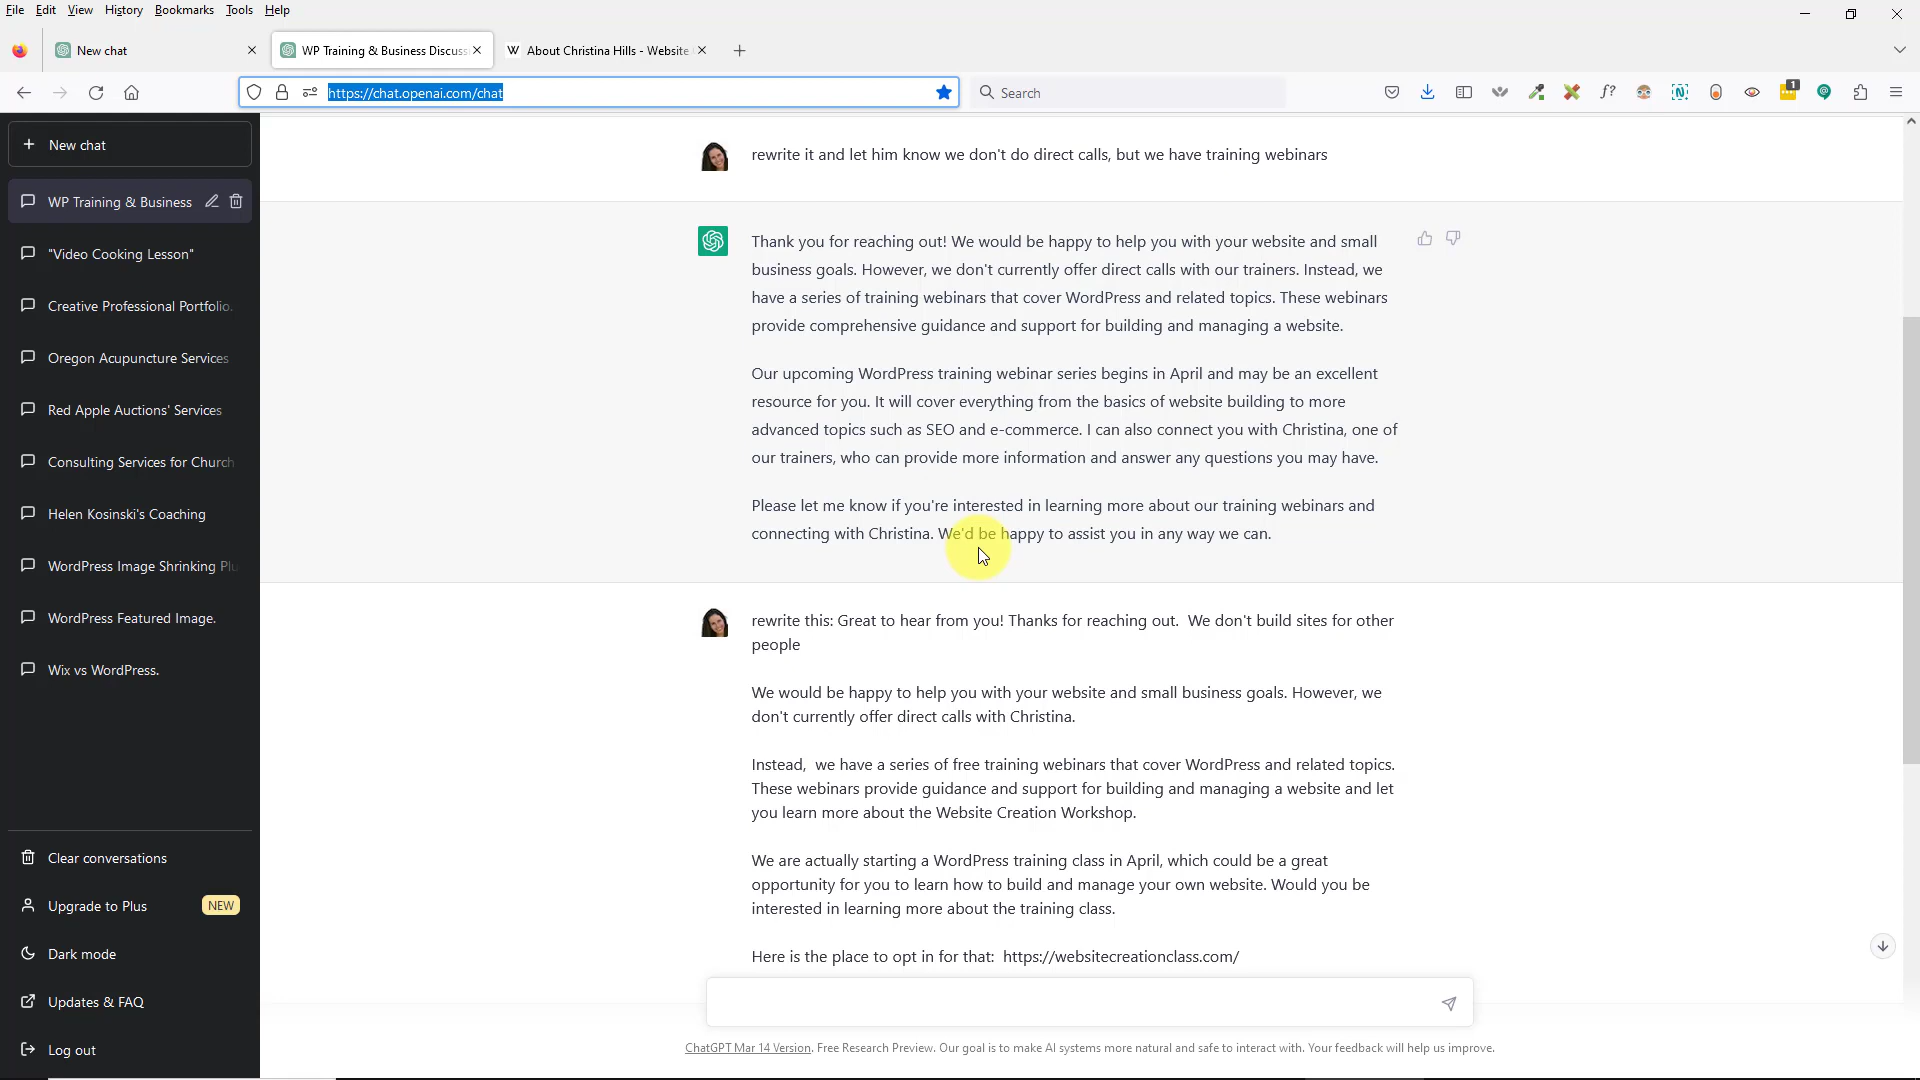 File Edit View History Bookmarks Tools Help
New chat
WP Training & Business Discuss
W About Christina Hills - Website
https://chat.openai.com/chat
Search
1
New chat
WP Training & Business
"Video Cooking Lesson"
Creative Professional Portfolio.
Oregon Acupuncture Services
Red Apple Auctions' Services
Consulting Services for Church
Helen Kosinski's Coaching
WordPress Image Shrinking Plu
WordPress Featured Image.
Wix vs WordPress.
Clear conversations
Upgrade to Plus NEW
Dark mode
Updates & FAQ
Log out
rewrite it and let him know we don't do direct calls, but we have training webinars
Thank you for reaching out! We would be happy to help you with your website and small
business goals. However, we don't currently offer direct calls with our trainers. Instead, we
have a series of training webinars that cover WordPress and related topics. These webinars
provide comprehensive guidance and support for building and managing a website.
Our upcoming WordPress training webinar series begins in April and may be an excellent
resource for you. It will cover everything from the basics of website building to more
advanced topics such as SEO and e-commerce. I can also connect you with Christina, one of
our trainers, who can provide more information and answer any questions you may have.
Please let me know if you're interested in learning more about our training webinars and
connecting with Christina. We'd be happy to assist you in any way we can.
rewrite this: Great to hear from you! Thanks for reaching out.  We don't build sites for other
people
We would be happy to help you with your website and small business goals. However, we
don't currently offer direct calls with Christina.
Instead,  we have a series of free training webinars that cover WordPress and related topics.
These webinars provide guidance and support for building and managing a website and let
you learn more about the Website Creation Workshop.
We are actually starting a WordPress training class in April, which could be a great
opportunity for you to learn how to build and manage your own website. Would you be
interested in learning more about the training class.
Here is the place to opt in for that:  https://websitecreationclass.com/
ChatGPT Mar 14 Version. Free Research Preview. Our goal is to make AI systems more natural and safe to interact with. Your feedback will help us improve.